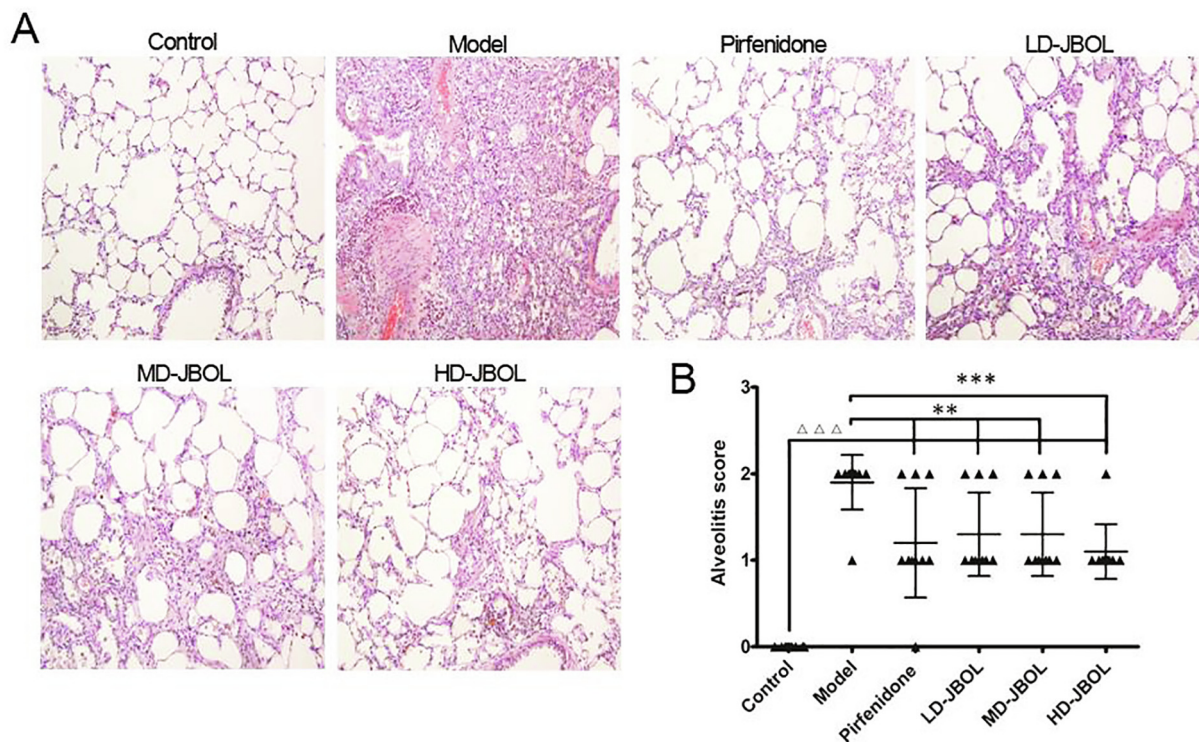 A
Control
Model
Pirfenidone
LD-JBOL
MD-JBOL
HD-JBOL
B
***
**
△ △ △
Alveolitis score
3
2
1
0
Control
Model
Pirfenidone
LD-JBOL
MD-JBOL
HD-JBOL